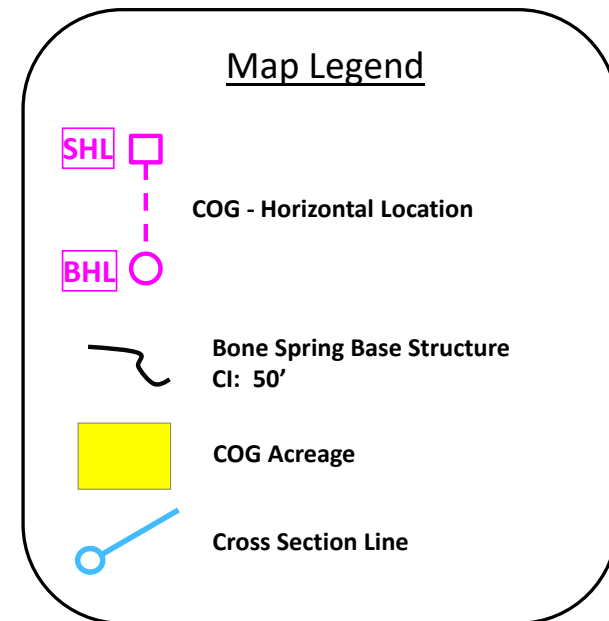 Map Legend
SHL
COG - Horizontal Location
BHL
Bone Spring Base Structure
CI: 50’
COG Acreage
Cross Section Line